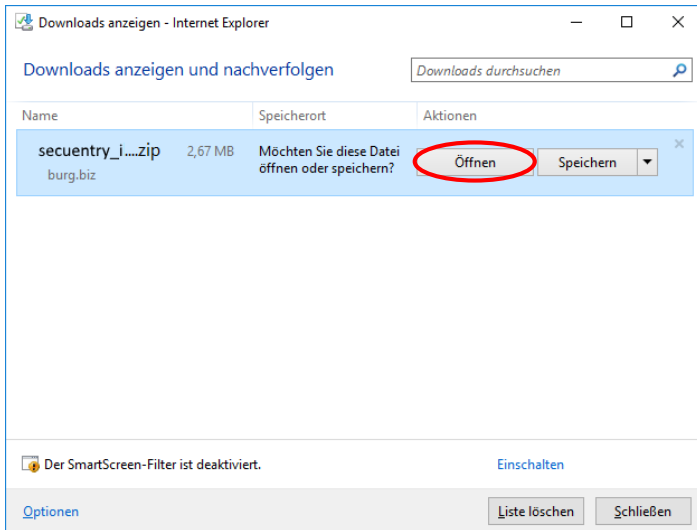 Downloads anzeigen - Internet Explorer
Downloads anzeigen und nachverfolgen
Downloads durchsuchen
Name Speicherort Aktionen
secuentry_i....zip 2,67 MB Möchten Sie diese Datei Öffnen Speichern
burg.biz öffnen oder speichern?
Der SmartScreen-Filter ist deaktiviert. Einschalten
Optionen Liste löschen Schließen